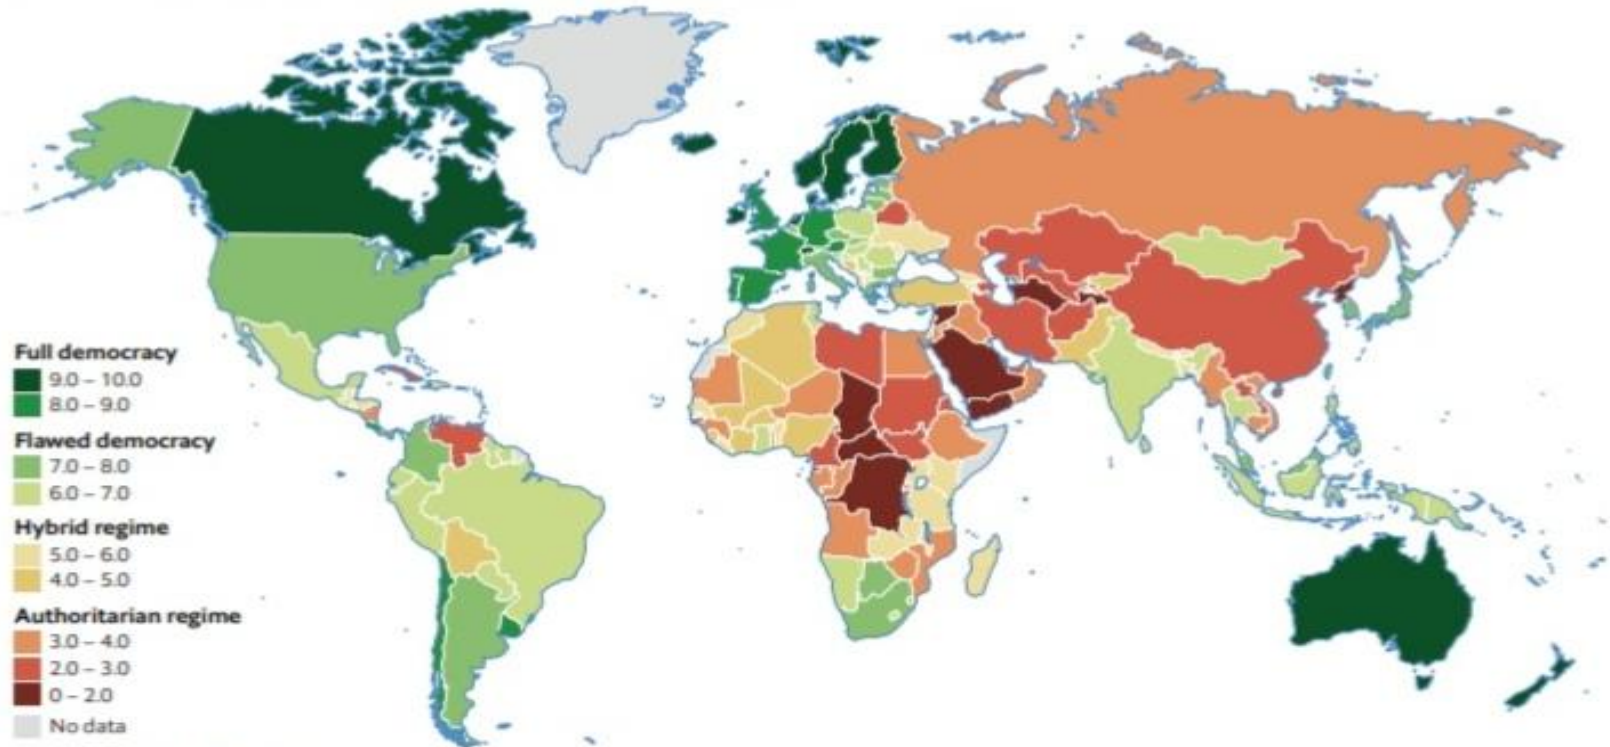 Full democracy
9.0 – 10.0
8.0 – 9.0
Flawed democracy
7.0 – 8.0
6.0 – 7.0
Hybrid regime
5.0 – 6.0
4.0 – 5.0
Authoritarian regime
3.0 – 4.0
2.0 – 3.0
0 – 2.0
No data